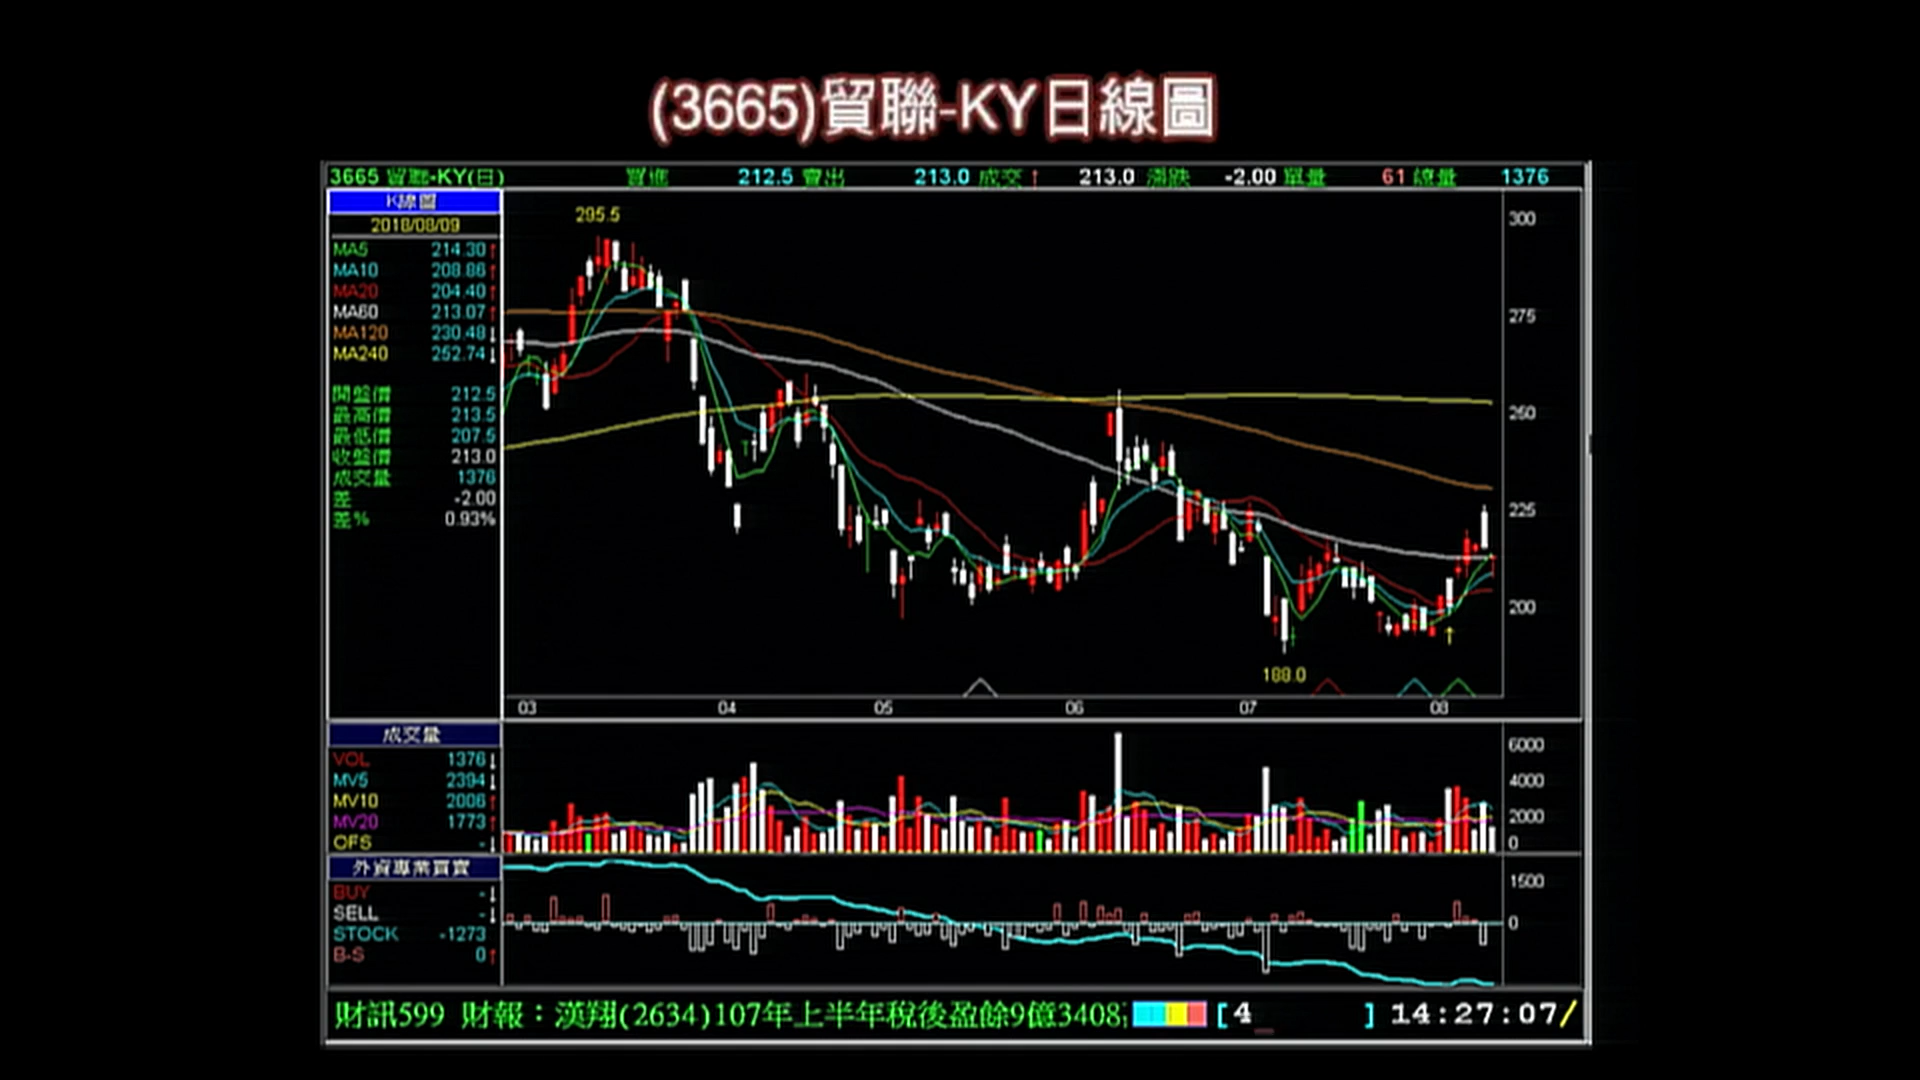 (3665)貿聯-KY日線圖
3665 貿聯-KY(日) 買進 212.5 賣出 213.0 成交↑ 213.0 漲跌 -2.00 單量 61 總量 1376
K線圖
2018/08/09
MA5 214.30↑
MA10 208.86↑
MA20 204.40↑
MA60 213.07↑
MA120 230.48↓
MA240 252.74↓
開盤價 212.5
最高價 213.5
最低價 207.5
收盤價 213.0
成交量 1376
差 -2.00
差% 0.93%
295.5
188.0
300
275
250
225
200
03 04 05 06 07 08
成交量
VOL 1376↓
MV5 2394↓
MV10 2006↑
MV20 1773↑
OFS -↓
6000
4000
2000
0
外資專業買賣
BUY -↓
SELL -↓
STOCK -1273
B-S 0↑
1500
0
財訊599 財報：漢翔(2634)107年上半年稅後盈餘9億3408 [4_ ] 14:27:07/